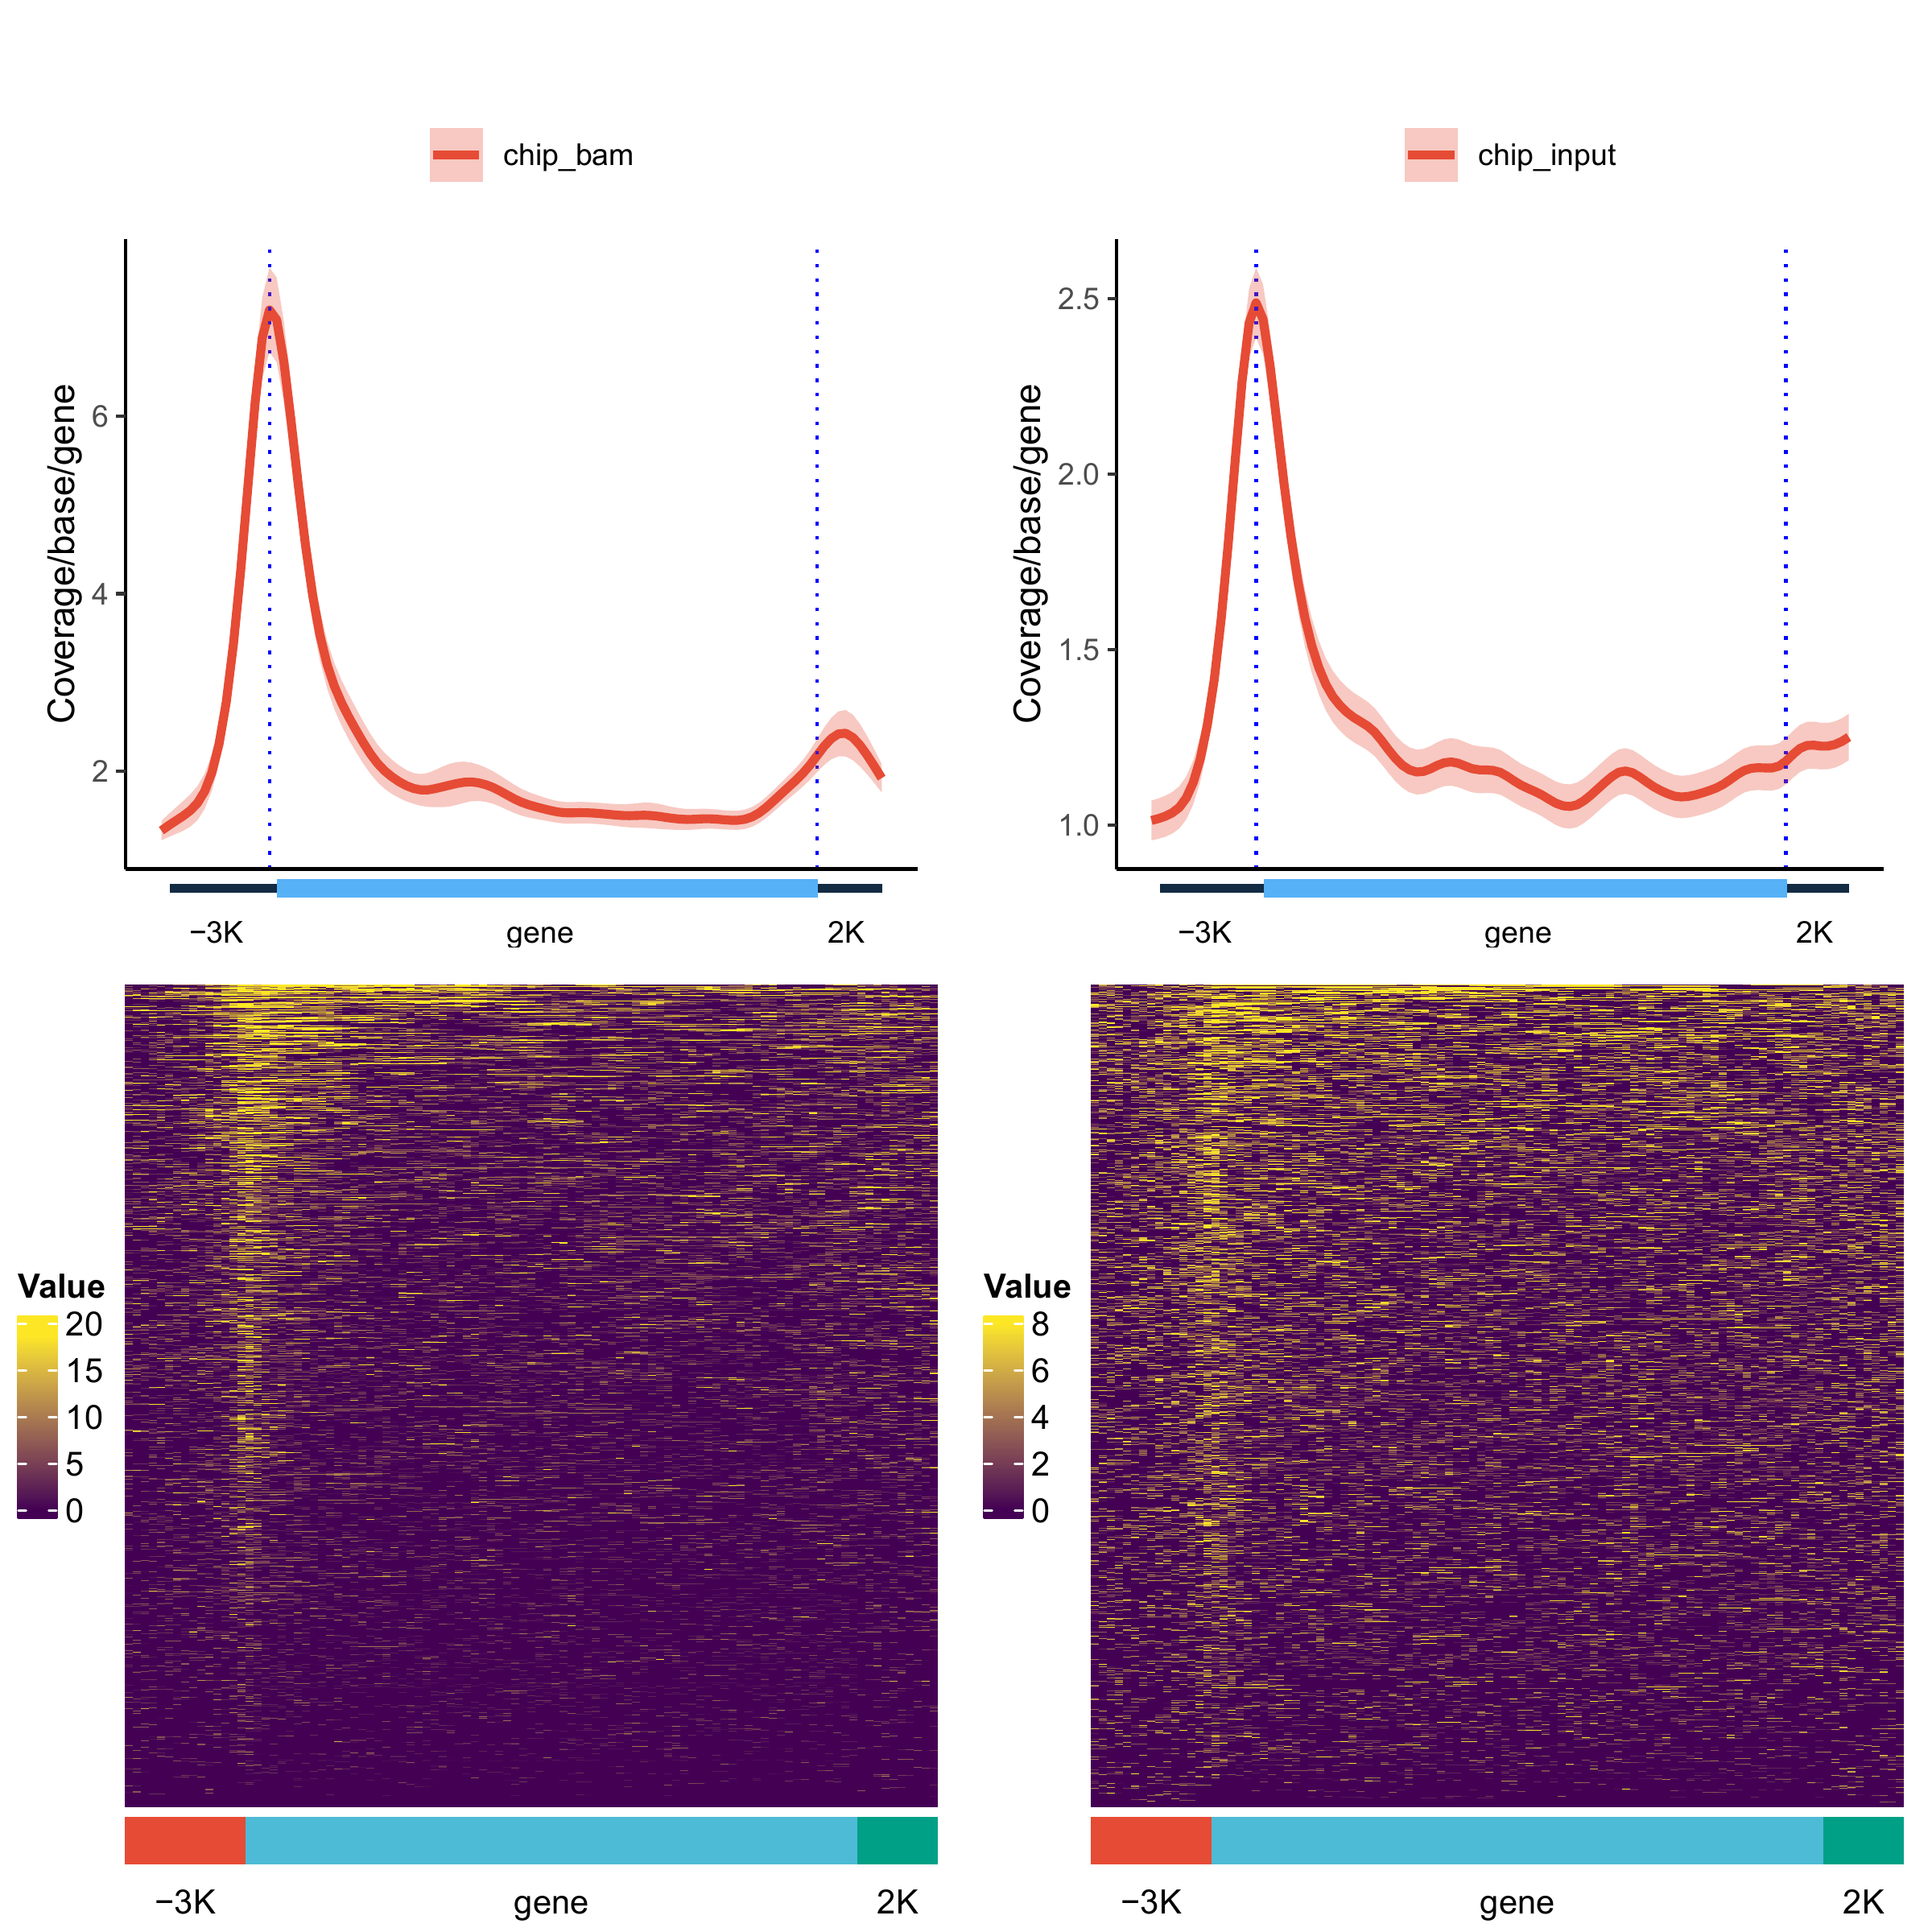 chip_bam
Coverage/base/gene
6
4
2
−3K gene 2K
chip_input
Coverage/base/gene
2.5
2.0
1.5
1.0
−3K gene 2K
Value
20
15
10
5
0
−3K gene 2K
Value
8
6
4
2
0
−3K gene 2K